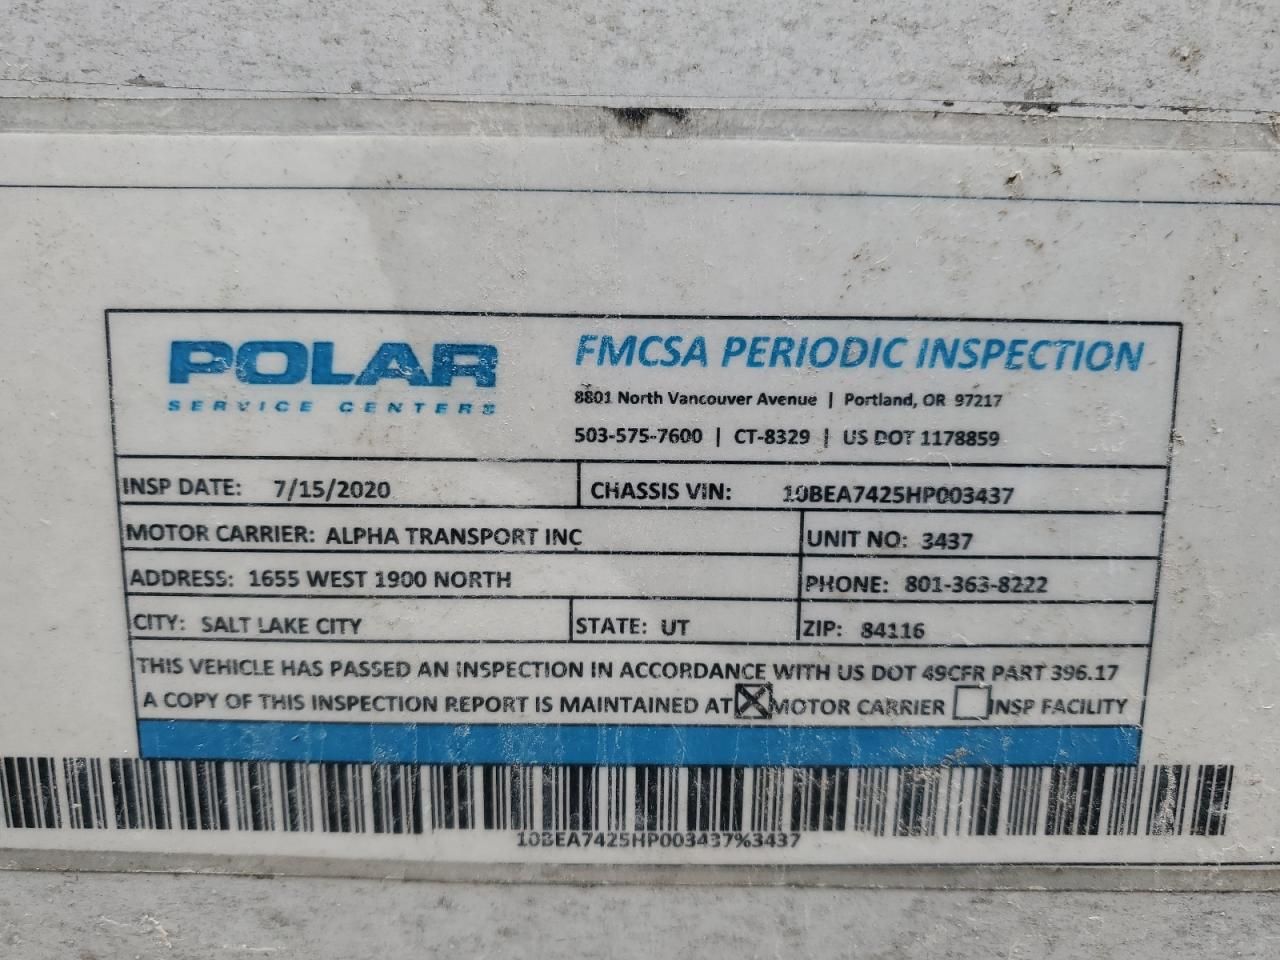 POLAR
SERVICE CENTERS
FMCSA PERIODIC INSPECTION
8801 North Vancouver Avenue | Portland, OR 97217
503-575-7600 | CT-8329 | US DOT 1178859
INSP DATE: 7/15/2020 CHASSIS VIN: 10BEA7425HP003437
MOTOR CARRIER: ALPHA TRANSPORT INC UNIT NO: 3437
ADDRESS: 1655 WEST 1900 NORTH PHONE: 801-363-8222
CITY: SALT LAKE CITY STATE: UT ZIP: 84116
THIS VEHICLE HAS PASSED AN INSPECTION IN ACCORDANCE WITH US DOT 49CFR PART 396.17
A COPY OF THIS INSPECTION REPORT IS MAINTAINED AT ☒ MOTOR CARRIER ☐ INSP FACILITY
10BEA7425HP003437%3437